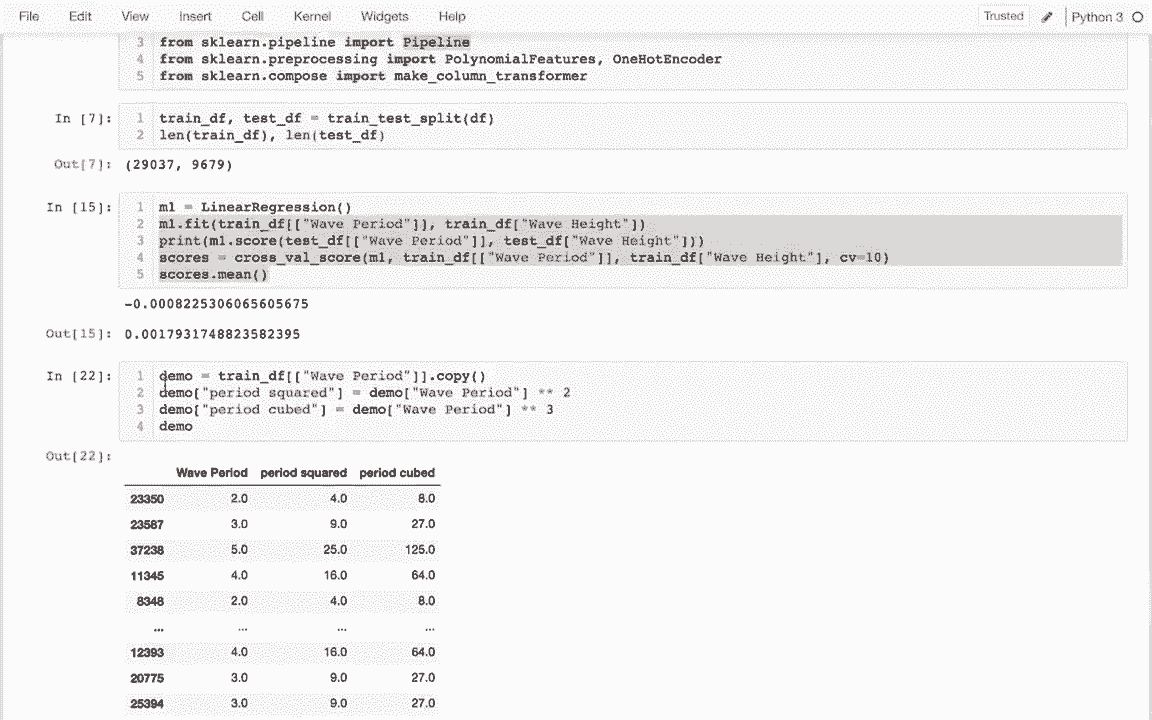 File Edit View Insert Cell Kernel Widgets Help Trusted Python 3
3 from sklearn.pipeline import Pipeline
4 from sklearn.preprocessing import PolynomialFeatures, OneHotEncoder
5 from sklearn.compose import make_column_transformer
In [7]: 1 train_df, test_df = train_test_split(df)
2 len(train_df), len(test_df)
Out[7]: (29037, 9679)
In [15]: 1 m1 = LinearRegression()
2 m1.fit(train_df[["Wave Period"]], train_df["Wave Height"])
3 print(m1.score(test_df[["Wave Period"]], test_df["Wave Height"]))
4 scores = cross_val_score(m1, train_df[["Wave Period"]], train_df["Wave Height"], cv=10)
5 scores.mean()
-0.0008225306065605675
Out[15]: 0.0017931748823582395
In [22]: 1 demo = train_df[["Wave Period"]].copy()
2 demo["period squared"] = demo["Wave Period"] ** 2
3 demo["period cubed"] = demo["Wave Period"] ** 3
4 demo
Out[22]:
Wave Period period squared period cubed
23350 2.0 4.0 8.0
23587 3.0 9.0 27.0
37238 5.0 25.0 125.0
11345 4.0 16.0 64.0
8348 2.0 4.0 8.0
... ... ... ...
12393 4.0 16.0 64.0
20775 3.0 9.0 27.0
25394 3.0 9.0 27.0